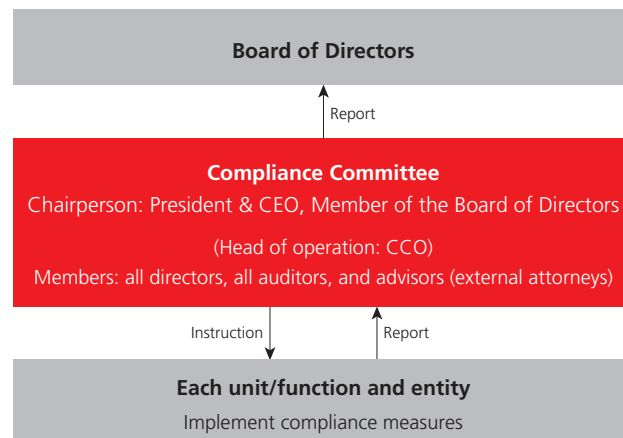 Board of Directors
Report
Compliance Committee
Chairperson: President & CEO, Member of the Board of Directors
(Head of operation: CCO)
Members: all directors, all auditors, and advisors (external attorneys)
Instruction
Report
Each unit/function and entity
Implement compliance measures